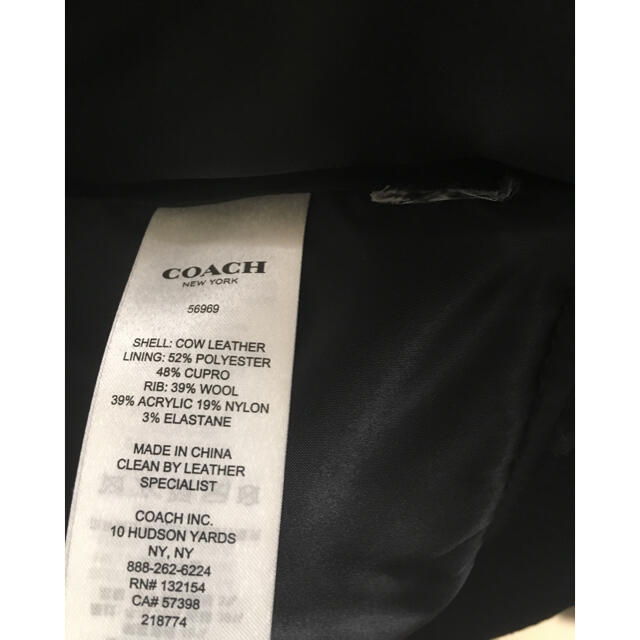 COACH
NEW YORK
56969
SHELL: COW LEATHER
LINING: 52% POLYESTER
48% CUPRO
RIB: 39% WOOL
39% ACRYLIC 19% NYLON
3% ELASTANE
MADE IN CHINA
CLEAN BY LEATHER
SPECIALIST
COACH INC.
10 HUDSON YARDS
NY, NY
888-262-6224
RN# 132154
CA# 57398
218774